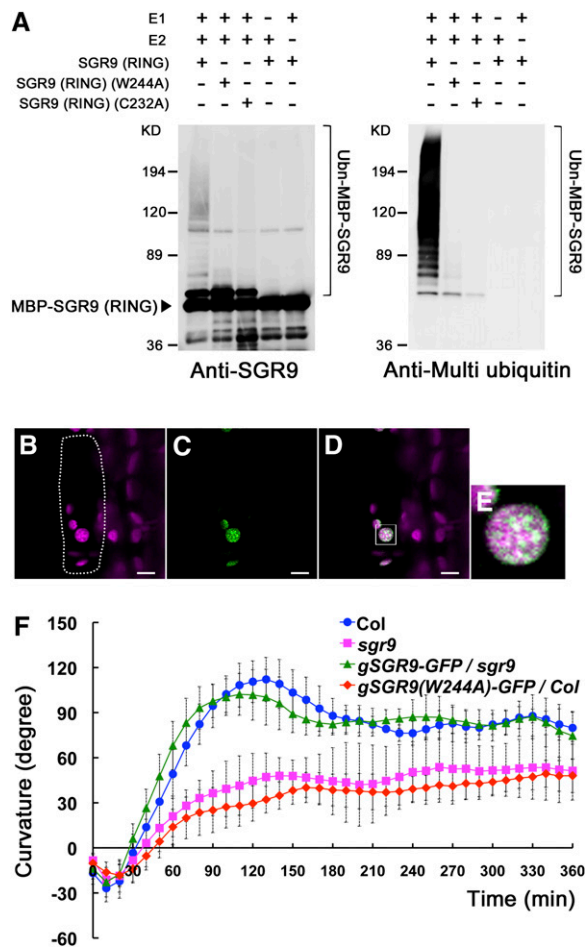 A
E1 + + + - +
E2 + + + + -
SGR9 (RING) + - - + +
SGR9 (RING) (W244A) - + - - -
SGR9 (RING) (C232A) - - + - -
KD
194
120
89
MBP-SGR9 (RING)
36
Anti-SGR9
Ubn-MBP-SGR9
+ + + - +
+ + + + -
+ - - + +
- + - - -
- - + - -
KD
194
120
89
36
Anti-Multi ubiquitin
Ubn-MBP-SGR9
B
C
D
E
F
Col
sgr9
gSGR9-GFP / sgr9
gSGR9(W244A)-GFP / Col
Curvature (degree)
150
120
90
60
30
0
-30
-60
0 30 60 90 120 150 180 210 240 270 300 330 360
Time (min)